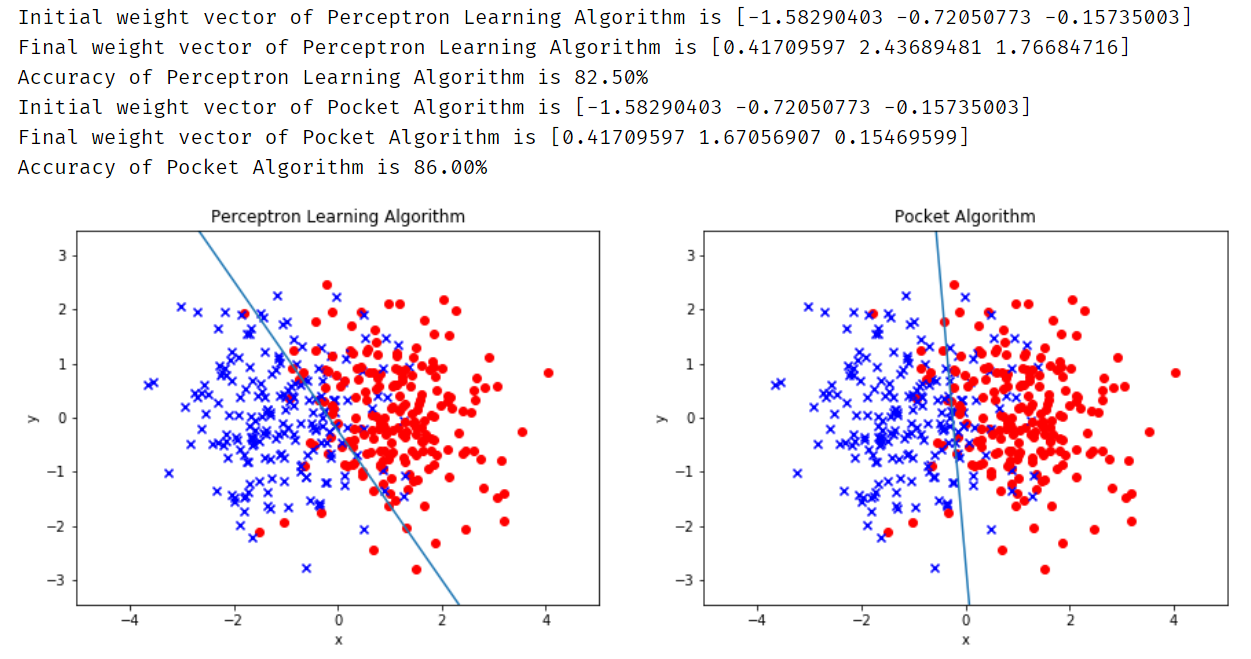 Initial weight vector of Perceptron Learning Algorithm is [-1.58290403 -0.72050773 -0.15735003]
Final weight vector of Perceptron Learning Algorithm is [0.41709597 2.43689481 1.76684716]
Accuracy of Perceptron Learning Algorithm is 82.50%
Initial weight vector of Pocket Algorithm is [-1.58290403 -0.72050773 -0.15735003]
Final weight vector of Pocket Algorithm is [0.41709597 1.67056907 0.15469599]
Accuracy of Pocket Algorithm is 86.00%
Perceptron Learning Algorithm
3
2
1
0
−1
−2
−3
y
−4 −2 0 2 4
x
Pocket Algorithm
3
2
1
0
−1
−2
−3
y
−4 −2 0 2 4
x